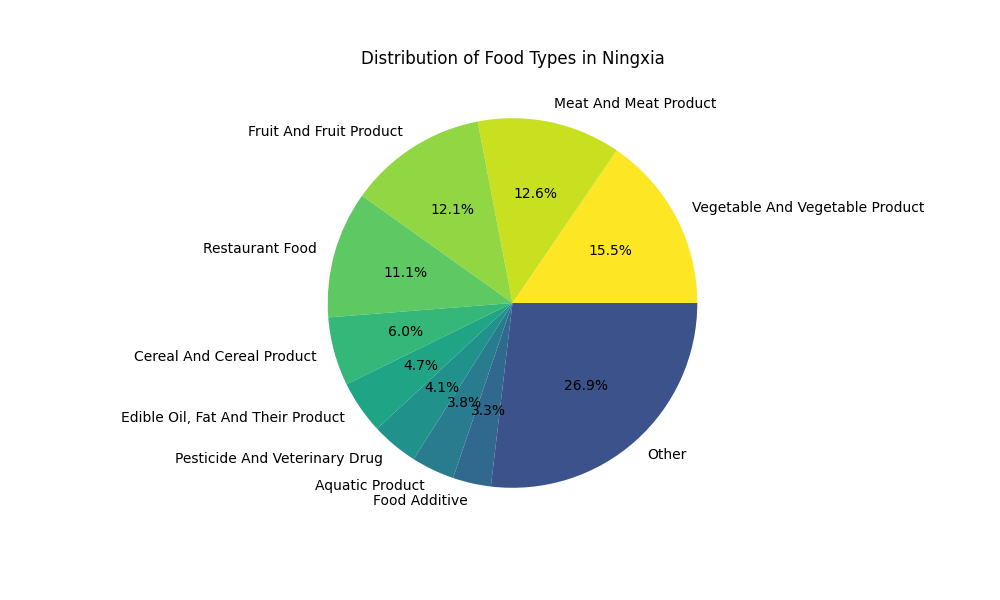 Distribution of Food Types in Ningxia
Meat And Meat Product
Fruit And Fruit Product
12.6%
Vegetable And Vegetable Product
12.1%
Restaurant Food
15.5%
11.1%
6.0%
Cereal And Cereal Product
4.7%
4.1%
26.9%
3.8%
3.3%
Edible Oil, Fat And Their Product
Other
Pesticide And Veterinary Drug
Aquatic Product
Food Additive